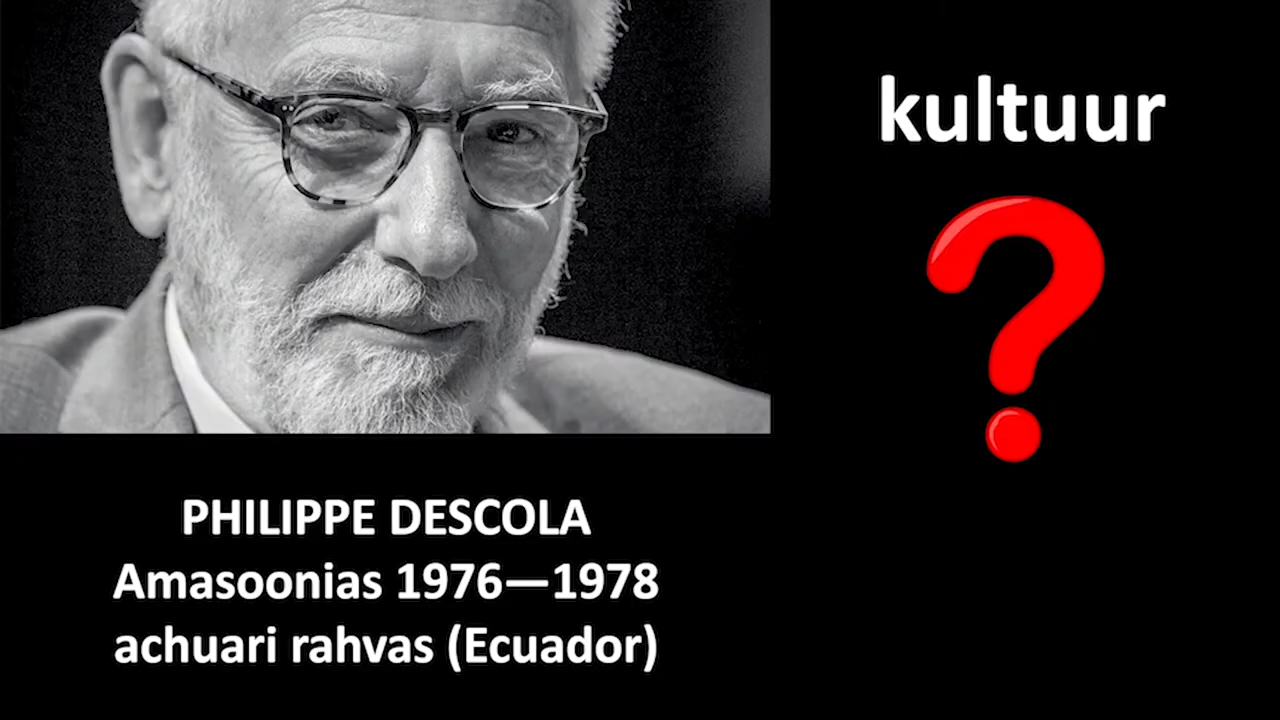 kultuur
?
PHILIPPE DESCOLA
Amasoonias 1976—1978
achuari rahvas (Ecuador)